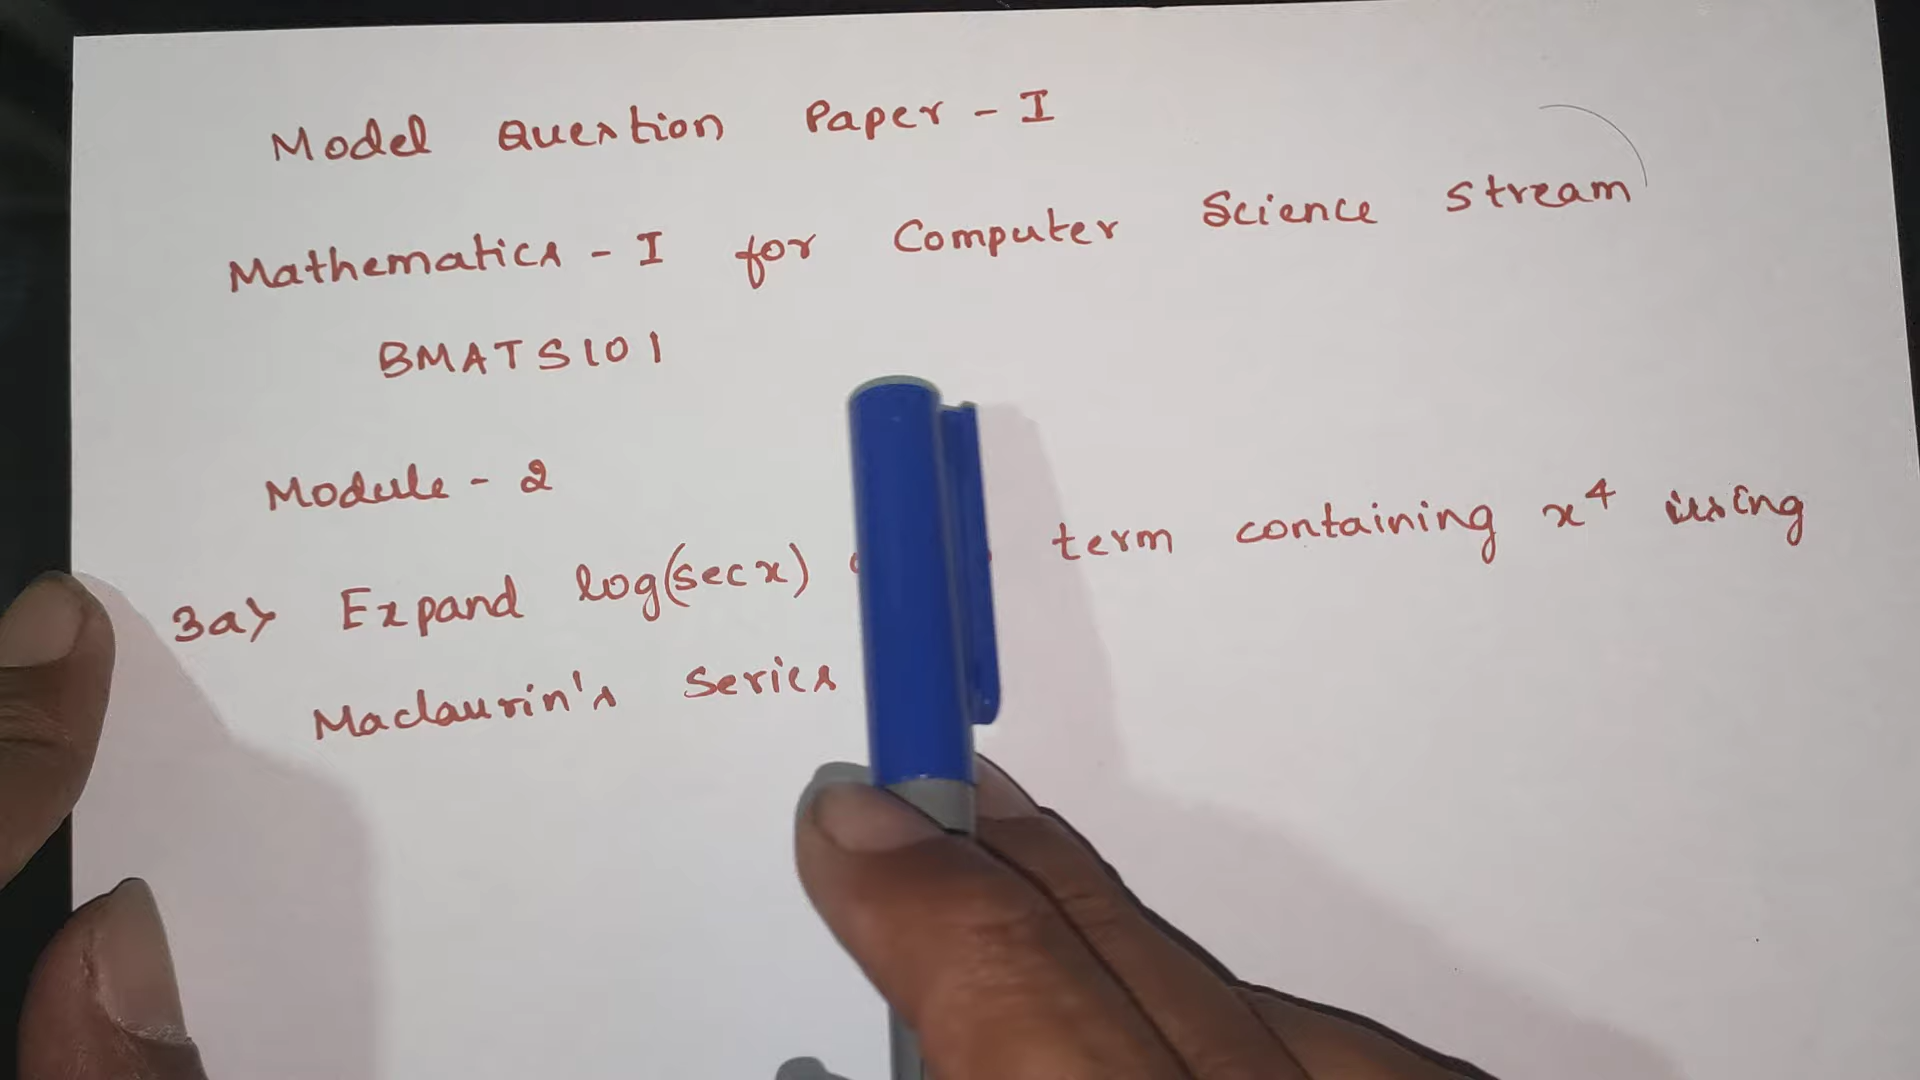 Model Question Paper - I
Mathematics - I for Computer Science Stream
BMATS101
Module - 2
3a> Expand log(secx) term containing x⁴ using
Maclaurin's Series